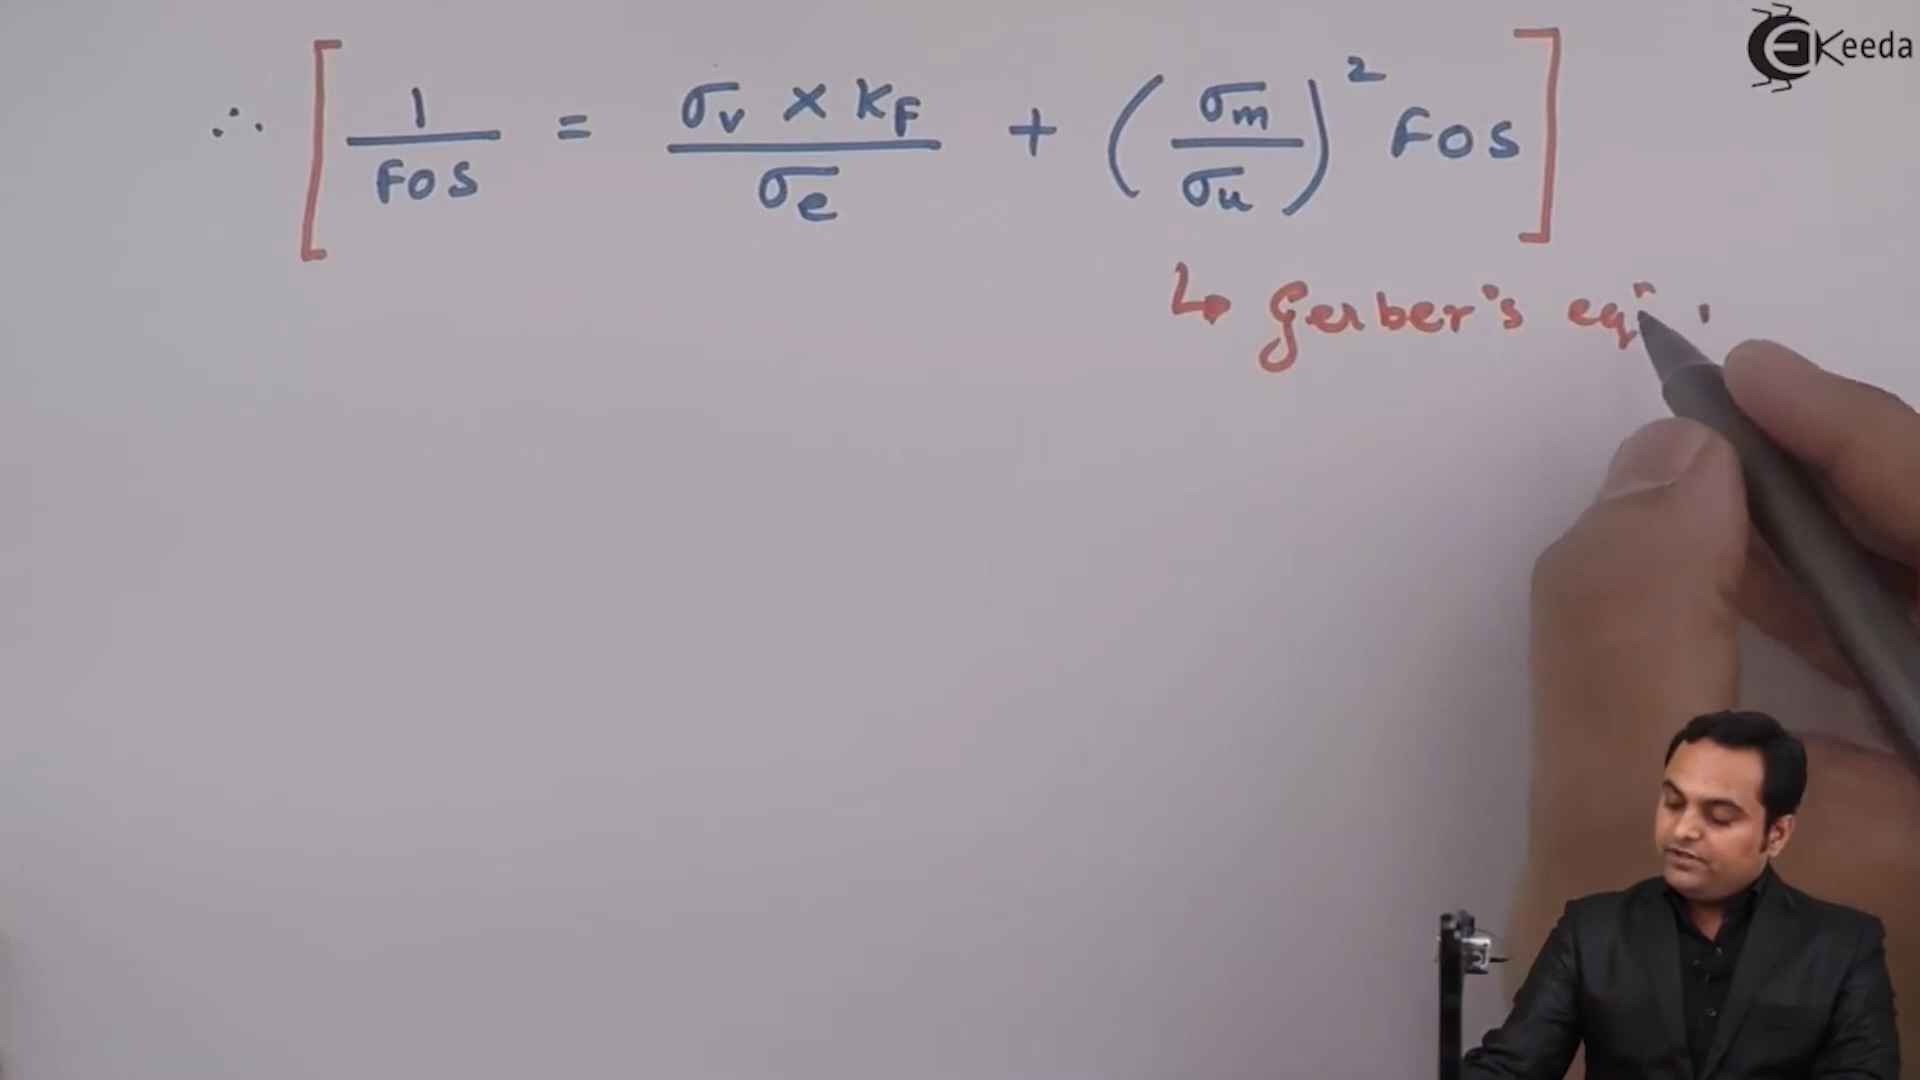 EKeeda
∴ [ 1/FOS = σv × KF / σe + ( σm / σu )² FOS ]
↳ Gerber's eqⁿ.